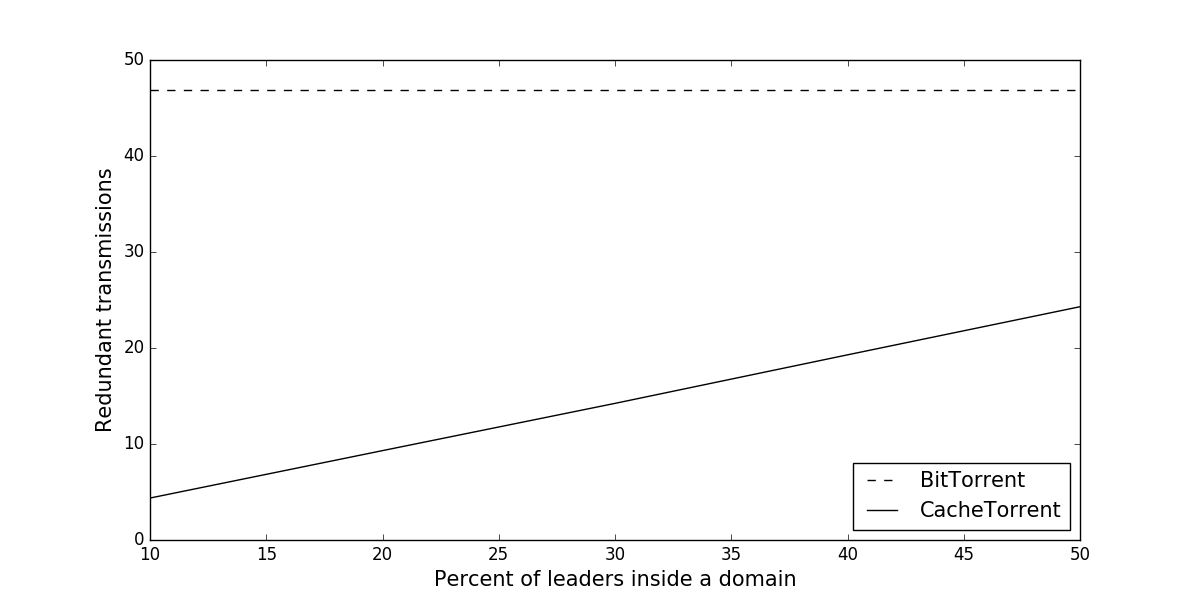 50
40
30
20
10
0
Redundant transmissions
BitTorrent
CacheTorrent
10 15 20 25 30 35 40 45 50
Percent of leaders inside a domain